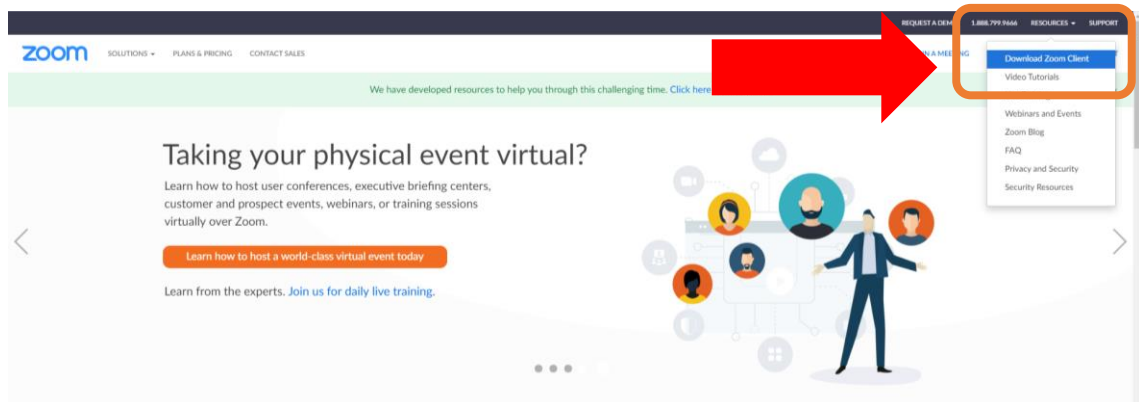 REQUEST A DEM 1.888.799.9666 RESOURCES SUPPORT
zoom SOLUTIONS PLANS & PRICING CONTACT SALES N A MEETING
Download Zoom Client
Video Tutorials
Webinars and Events
Zoom Blog
FAQ
Privacy and Security
Security Resources
We have developed resources to help you through this challenging time. Click here
Taking your physical event virtual?
Learn how to host user conferences, executive briefing centers,
customer and prospect events, webinars, or training sessions
virtually over Zoom.
Learn how to host a world-class virtual event today
Learn from the experts. Join us for daily live training.